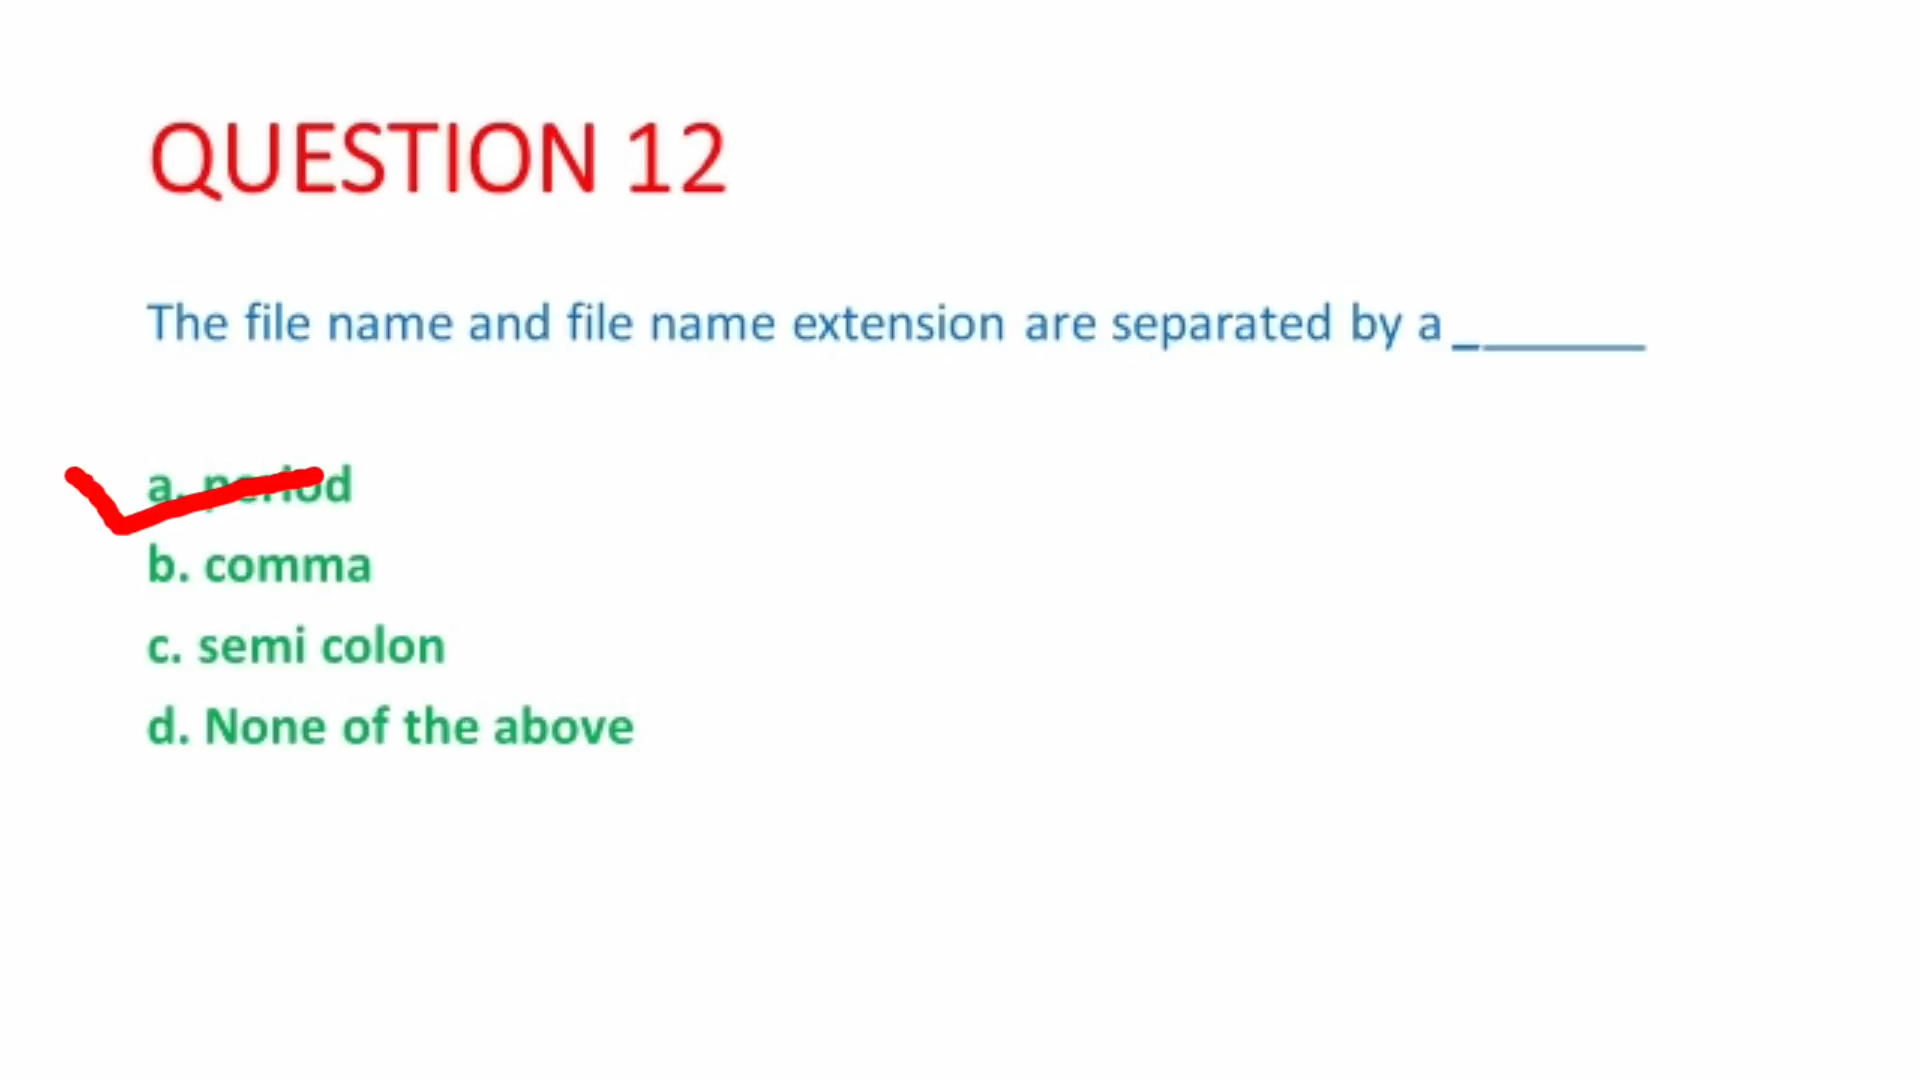 QUESTION 12
The file name and file name extension are separated by a _______
a. period
b. comma
c. semi colon
d. None of the above